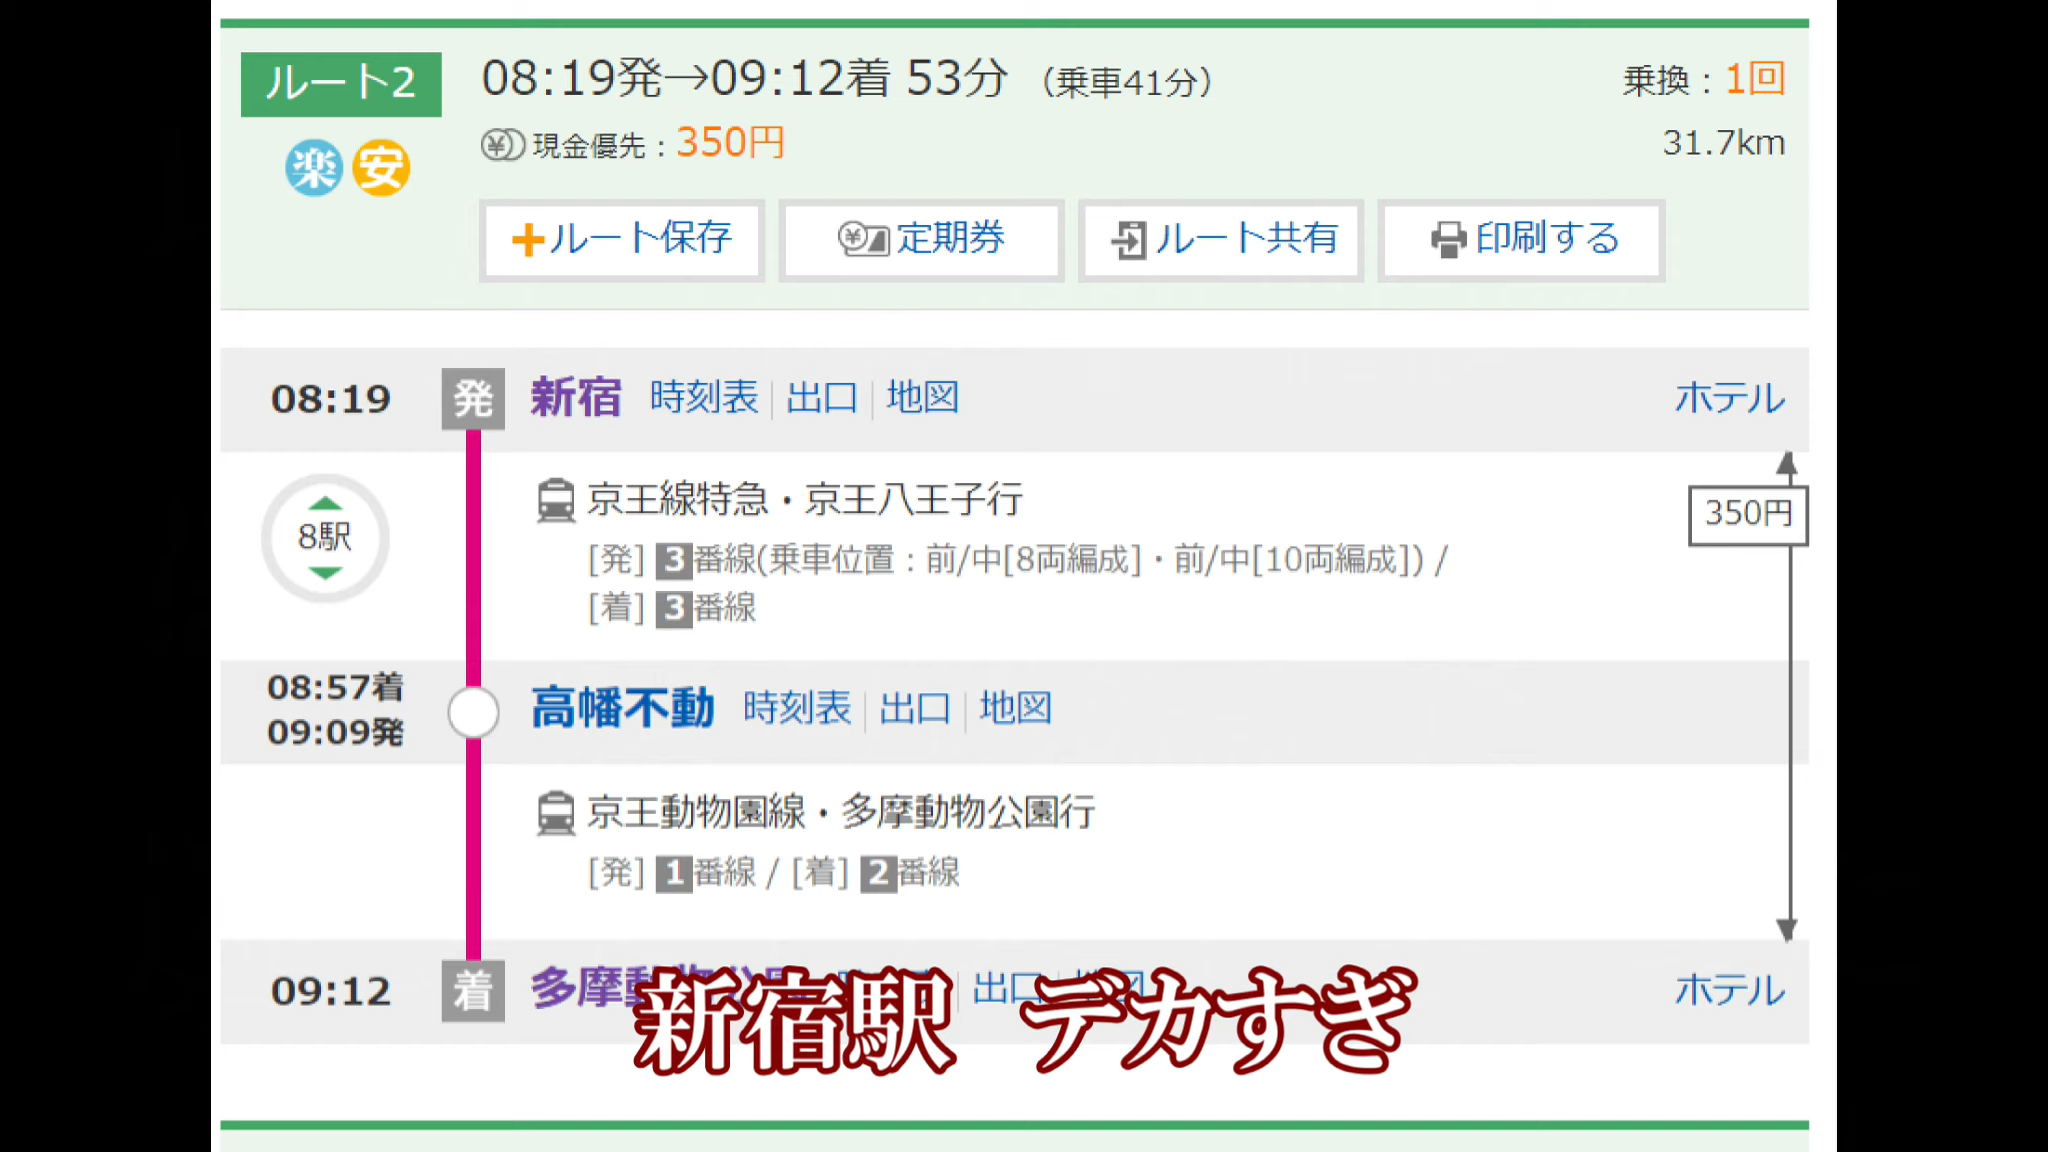 ルート2
08:19発→09:12着 53分 （乗車41分）
乗換：1回
楽 安
現金優先：350円
31.7km
ルート保存
定期券
ルート共有
印刷する
08:19 発 新宿 時刻表 出口 地図 ホテル
8駅
京王線特急・京王八王子行
350円
[発] 3番線(乗車位置：前/中[8両編成]・前/中[10両編成]) /
[着] 3番線
08:57着
09:09発
高幡不動 時刻表 出口 地図
京王動物園線・多摩動物公園行
[発] 1番線 / [着] 2番線
09:12 着 多摩動物公園 出口 地図 ホテル
新宿駅 デカすぎ